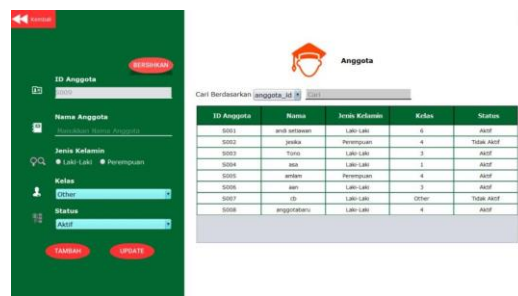 Kembali
BERSIHKAN
ID Anggota
S009
Nama Anggota
Masukkan Nama Anggota
Jenis Kelamin
Laki-Laki Perempuan
Kelas
Other
Status
Aktif
TAMBAH UPDATE
Anggota
Cari Berdasarkan anggota_id Cari
ID Anggota Nama Jenis Kelamin Kelas Status
S001 andi setiawan Laki-Laki 6 Aktif
S002 jesika Perempuan 4 Tidak Aktif
S003 Tono Laki-Laki 3 Aktif
S004 asa Laki-Laki 1 Aktif
S005 amlam Perempuan 4 Aktif
S006 aan Laki-Laki 3 Aktif
S007 cb Laki-Laki Other Tidak Aktif
S008 anggotabaru Laki-Laki 4 Aktif